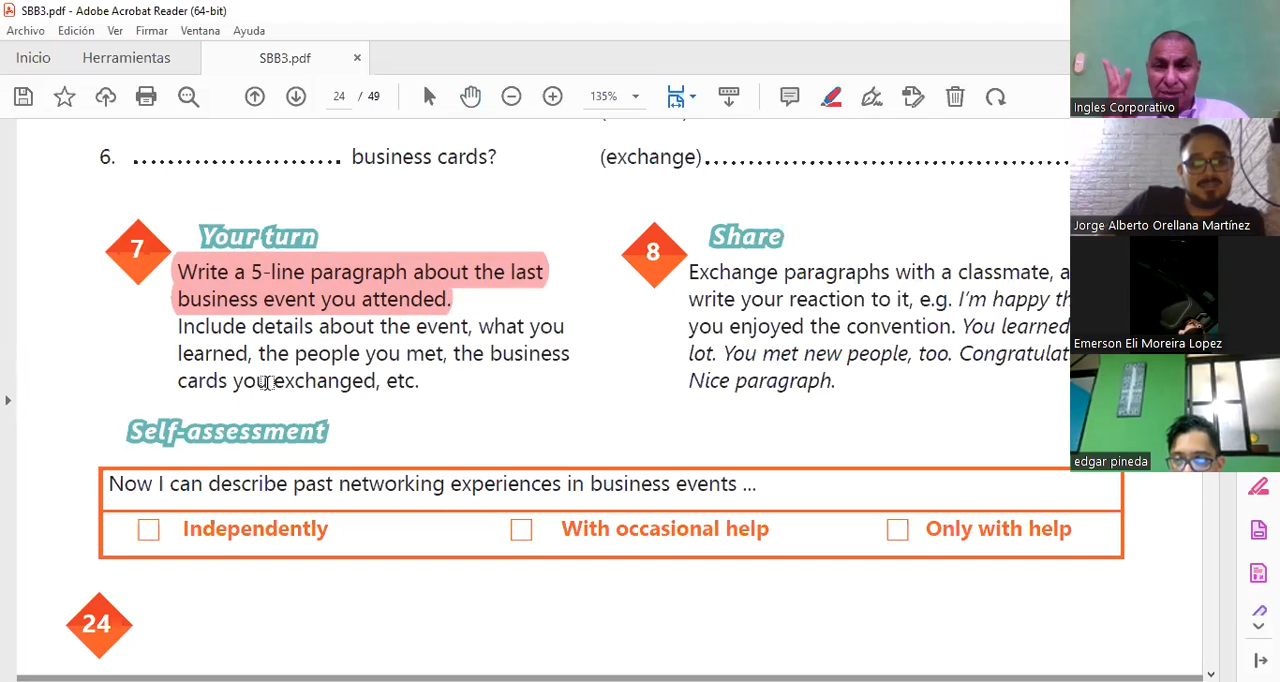 SBB3.pdf - Adobe Acrobat Reader (64-bit)
Archivo Edición Ver Firmar Ventana Ayuda
Inicio Herramientas SBB3.pdf ×
24 / 49 135%
6. ........................... business cards? (exchange)................................................
7 Your turn
Write a 5-line paragraph about the last
business event you attended.
Include details about the event, what you
learned, the people you met, the business
cards you exchanged, etc.
8 Share
Exchange paragraphs with a classmate, a
write your reaction to it, e.g. I'm happy th
you enjoyed the convention. You learned
lot. You met new people, too. Congratulat
Nice paragraph.
Self-assessment
Now I can describe past networking experiences in business events ...
Independently With occasional help Only with help
24
Ingles Corporativo
Jorge Alberto Orellana Martínez
Emerson Eli Moreira Lopez
edgar pineda